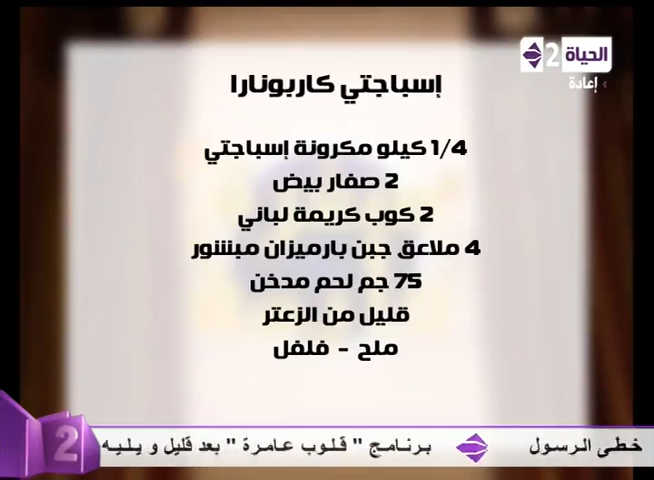 الحياة 2
إعادة
إسباجتي كاربونارا
1/4 كيلو مكرونة إسباجتي
2 صفار بيض
2 كوب كريمة لباني
4 ملاعق جبن بارميزان مبشور
75 جم لحم مدخن
قليل من الزعتر
ملح - فلفل
خطى الرسول
برنامج " قلوب عامرة " بعد قليل و يليه
2